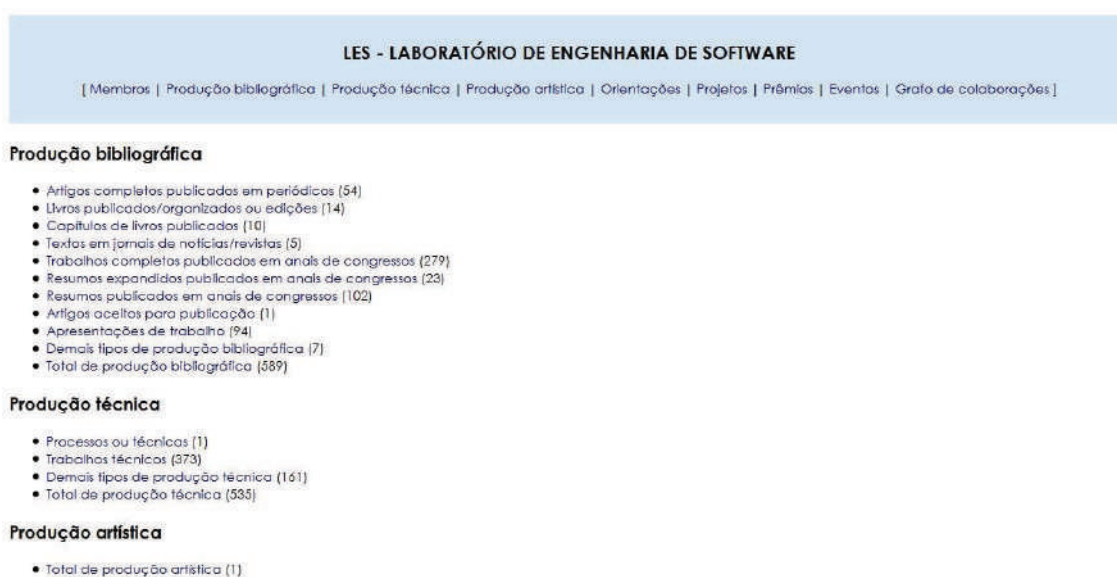 LES - LABORATÓRIO DE ENGENHARIA DE SOFTWARE
[ Membros | Produção bibliográfica | Produção técnica | Produção artística | Orientações | Projetos | Prêmios | Eventos | Grafo de colaborações ]
Produção bibliográfica
• Artigos completos publicados em periódicos (54)
• Livros publicados/organizados ou edições (14)
• Capítulos de livros publicados (10)
• Textos em jornais de notícias/revistas (5)
• Trabalhos completos publicados em anais de congressos (279)
• Resumos expandidos publicados em anais de congressos (23)
• Resumos publicados em anais de congressos (102)
• Artigos aceitos para publicação (1)
• Apresentações de trabalho (94)
• Demais tipos de produção bibliográfica (7)
• Total de produção bibliográfica (589)
Produção técnica
• Processos ou técnicas (1)
• Trabalhos técnicos (373)
• Demais tipos de produção técnica (161)
• Total de produção técnica (535)
Produção artística
• Total de produção artística (1)